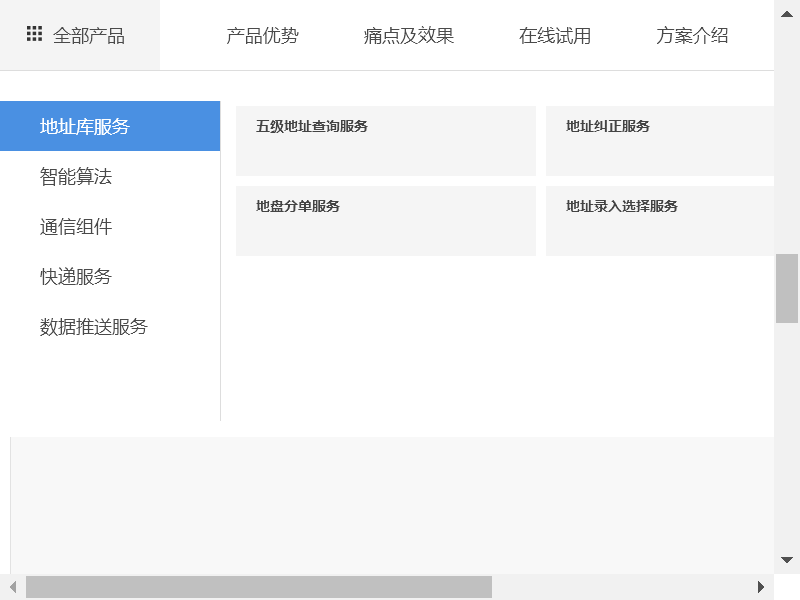 全部产品 产品优势 痛点及效果 在线试用 方案介绍
地址库服务
智能算法
通信组件
快递服务
数据推送服务
五级地址查询服务 地址纠正服务
地盘分单服务 地址录入选择服务